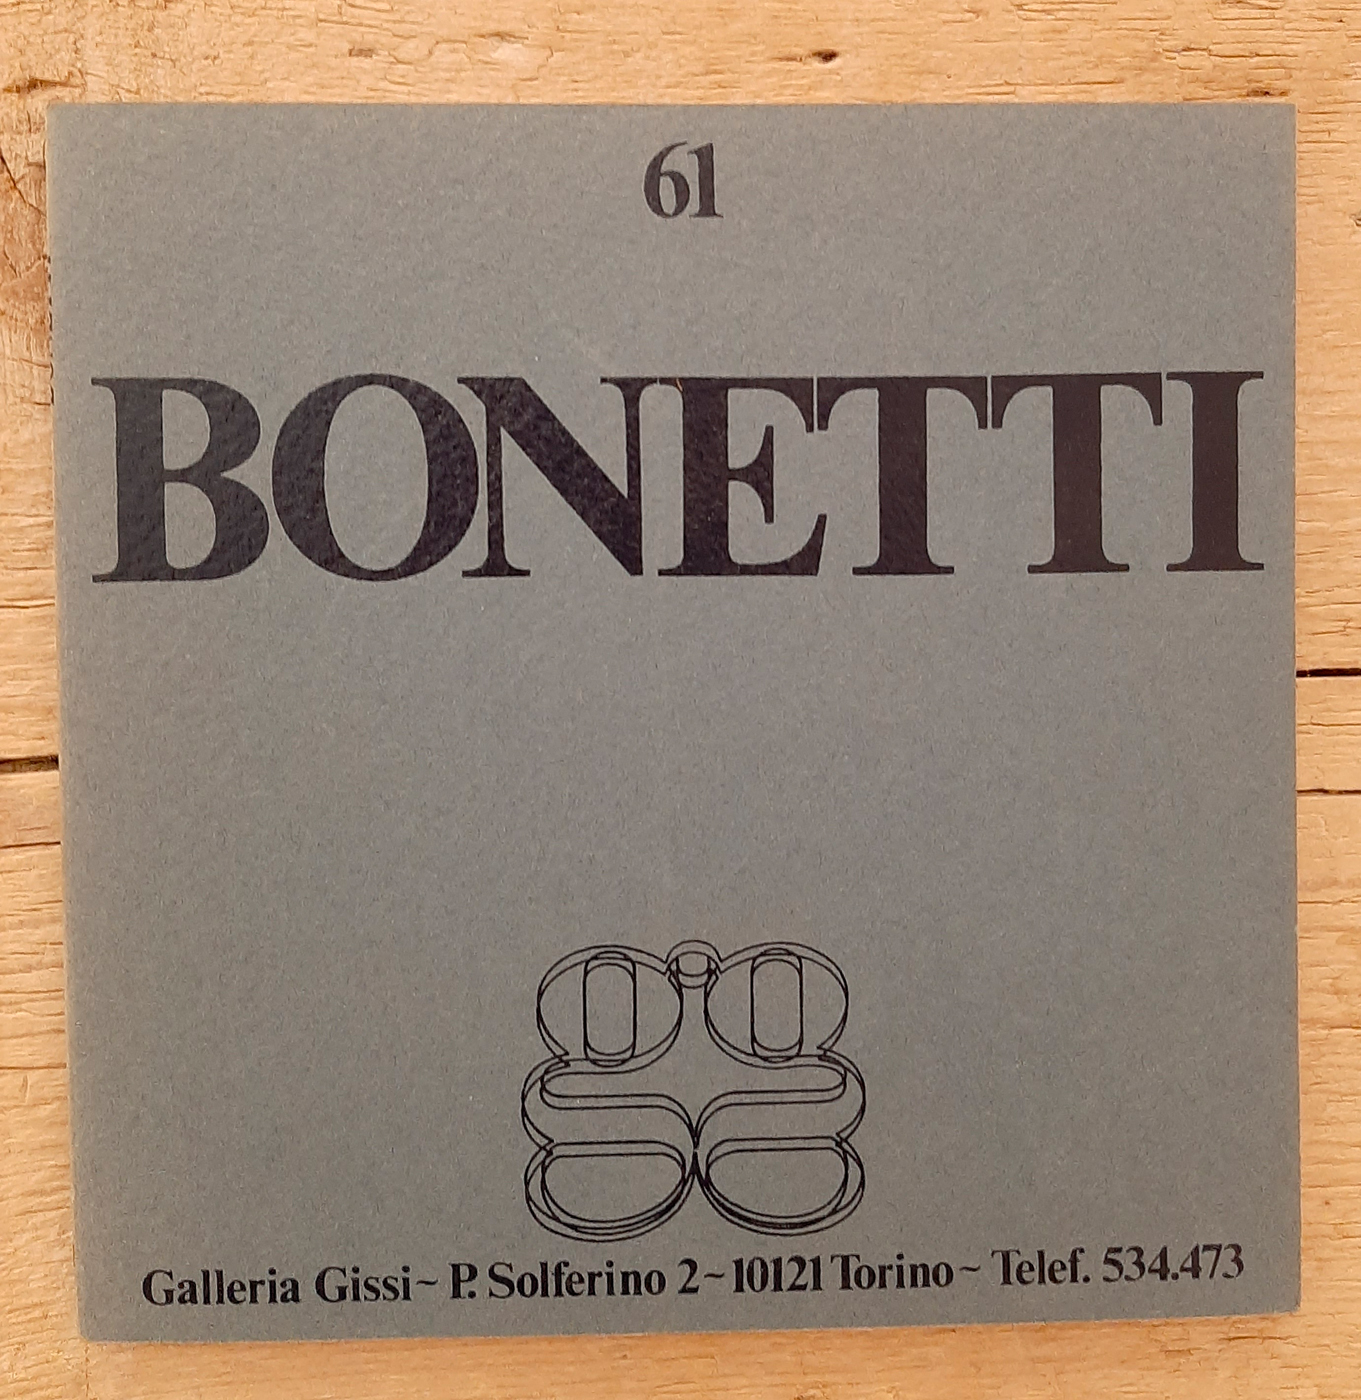 61
BONETTI
Galleria Gissi ~ P. Solferino 2 ~ 10121 Torino ~ Telef. 534.473